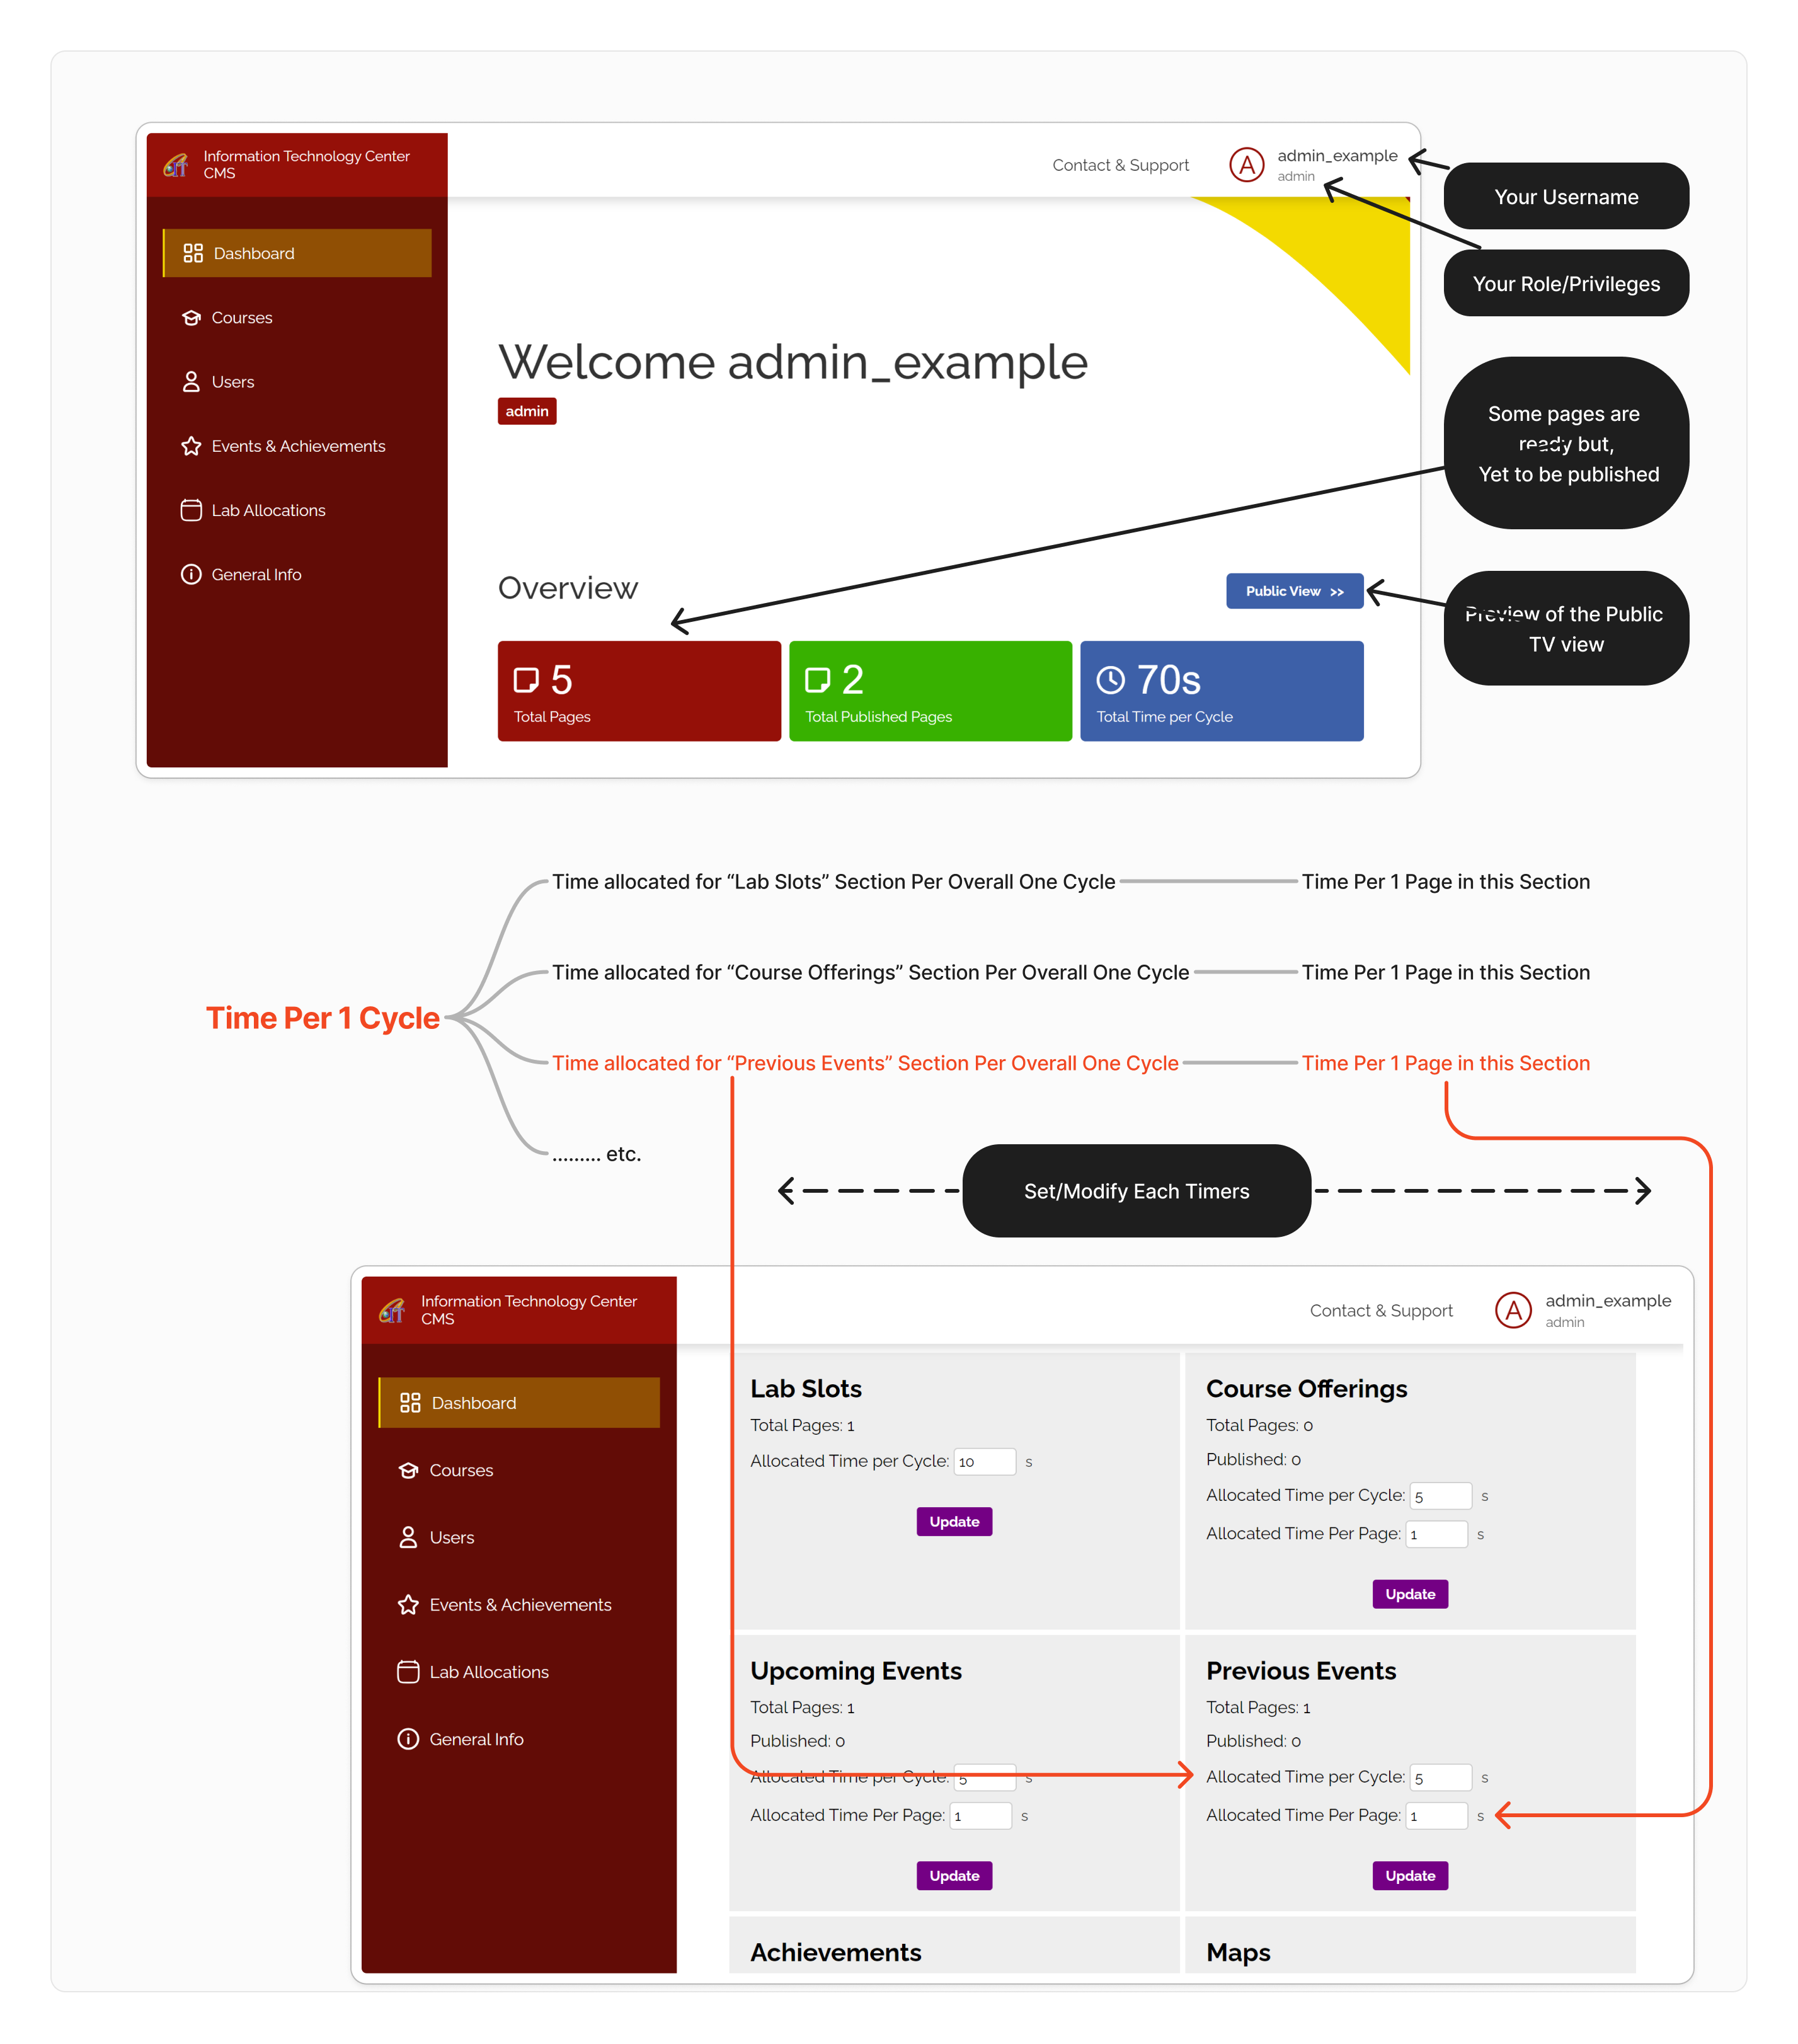 Information Technology Center
CMS
Contact & Support
A
admin_example
admin
Your Username
Your Role/Privileges
Dashboard
Courses
Users
Events & Achievements
Lab Allocations
General Info
Welcome admin_example
admin
Some pages are
ready but,
Yet to be published
Overview
Public View >>
Preview of the Public
TV view
5
Total Pages
2
Total Published Pages
70s
Total Time per Cycle
Time Per 1 Cycle
Time allocated for “Lab Slots” Section Per Overall One Cycle
Time Per 1 Page in this Section
Time allocated for “Course Offerings” Section Per Overall One Cycle
Time Per 1 Page in this Section
Time allocated for “Previous Events” Section Per Overall One Cycle
Time Per 1 Page in this Section
......... etc.
Set/Modify Each Timers
Information Technology Center
CMS
Contact & Support
A
admin_example
admin
Dashboard
Courses
Users
Events & Achievements
Lab Allocations
General Info
Lab Slots
Total Pages: 1
Allocated Time per Cycle: 10 s
Update
Course Offerings
Total Pages: 0
Published: 0
Allocated Time per Cycle: 5 s
Allocated Time Per Page: 1 s
Update
Upcoming Events
Total Pages: 1
Published: 0
Allocated Time per Cycle: 5 s
Allocated Time Per Page: 1 s
Update
Previous Events
Total Pages: 1
Published: 0
Allocated Time per Cycle: 5 s
Allocated Time Per Page: 1 s
Update
Achievements
Maps